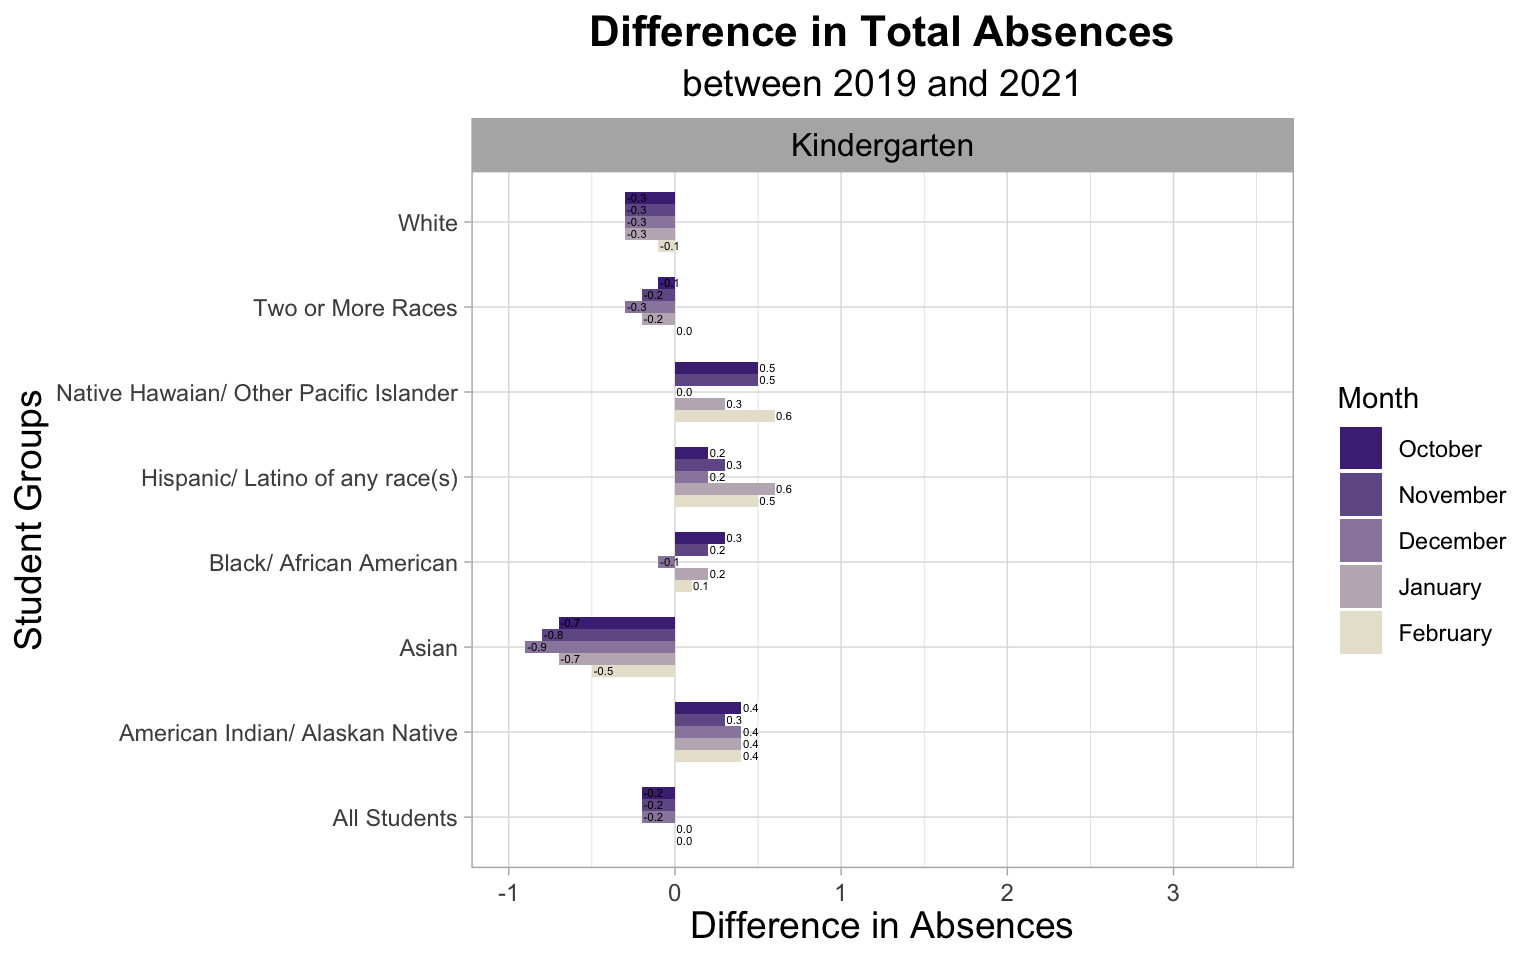 Difference in Total Absences
between 2019 and 2021
Kindergarten
Student Groups
White
-0.3
-0.3
-0.3
-0.3
-0.1
Two or More Races
-0.1
-0.2
-0.3
-0.2
0.0
Native Hawaian/ Other Pacific Islander
0.5
0.5
0.0
0.3
0.6
Hispanic/ Latino of any race(s)
0.2
0.3
0.2
0.6
0.5
Black/ African American
0.3
0.2
-0.1
0.2
0.1
Asian
-0.7
-0.8
-0.9
-0.7
-0.5
American Indian/ Alaskan Native
0.4
0.3
0.4
0.4
0.4
All Students
-0.2
-0.2
-0.2
0.0
0.0
-1 0 1 2 3
Difference in Absences
Month
October
November
December
January
February